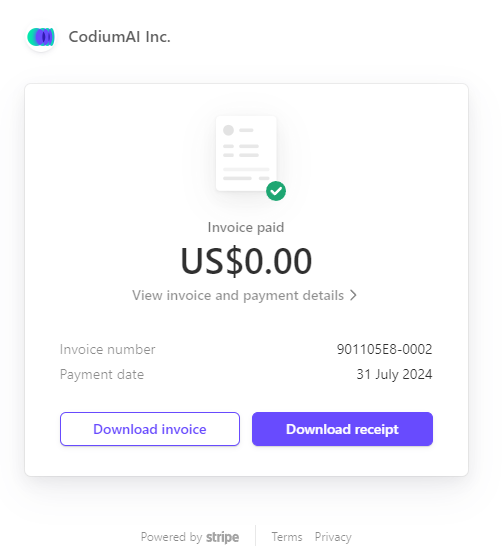 CodiumAI Inc.
Invoice paid
US$0.00
View invoice and payment details
Invoice number 901105E8-0002
Payment date 31 July 2024
Download invoice Download receipt
Powered by stripe Terms Privacy